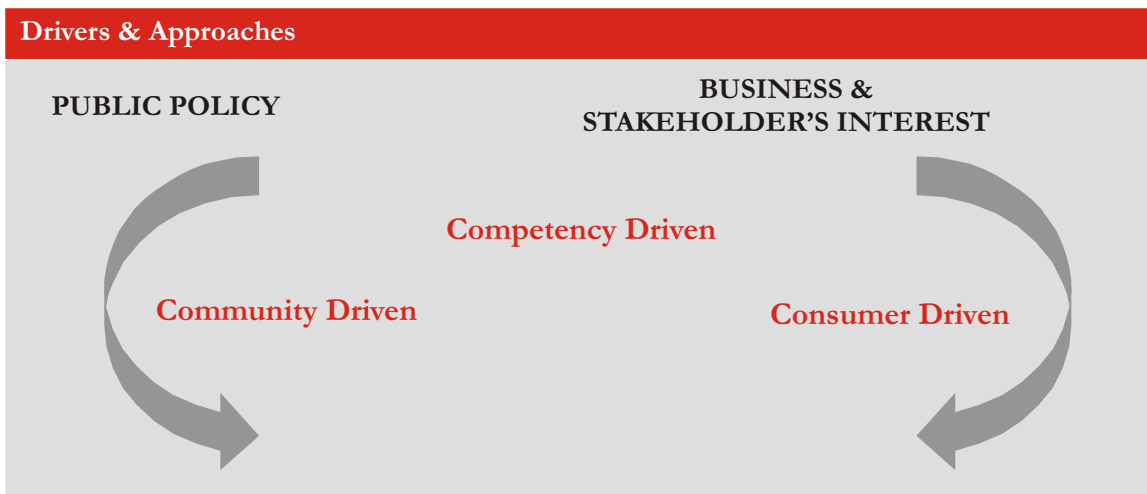 Drivers & Approaches
PUBLIC POLICY
BUSINESS &
STAKEHOLDER’S INTEREST
Competency Driven
Community Driven
Consumer Driven